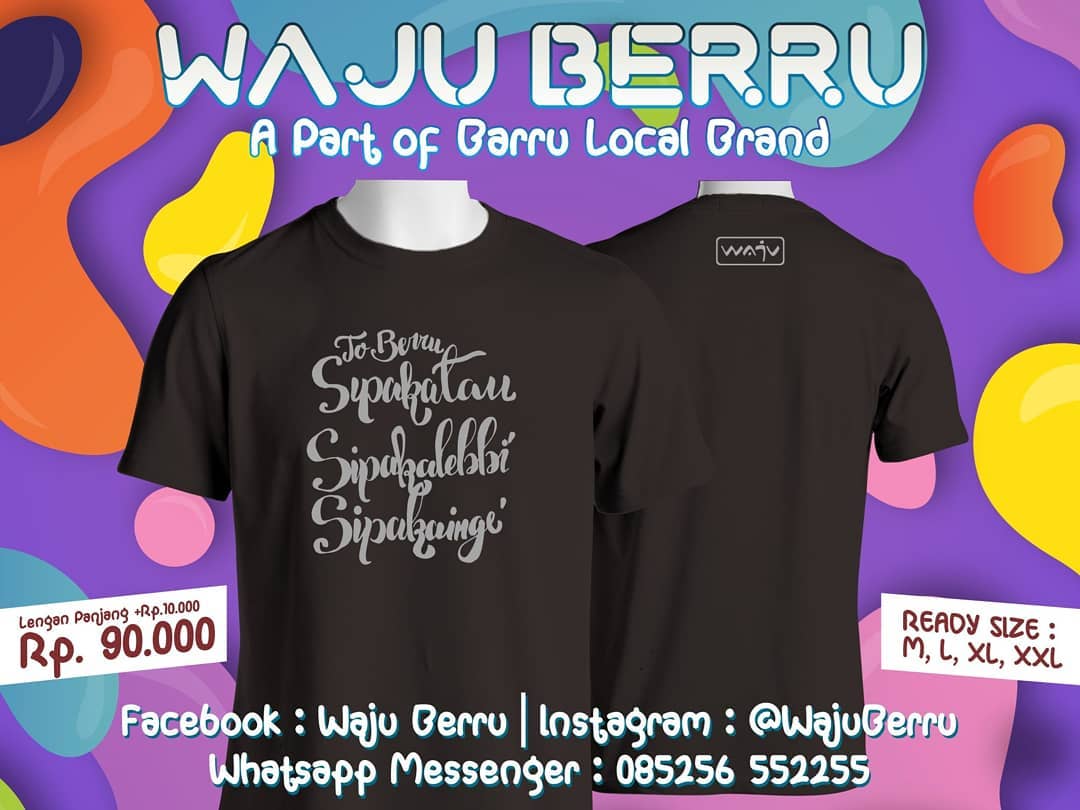 WAJU BERRU
A Part of Barru Local Brand
waju
To Berru
Sipakatau
Sipakalebbi'
Sipakainge'
Lengan Panjang +Rp.10.000
Rp. 90.000
READY SIZE :
M, L, XL, XXL
Facebook : Waju Berru | Instagram : @WajuBerru
Whatsapp Messenger : 085256 552255